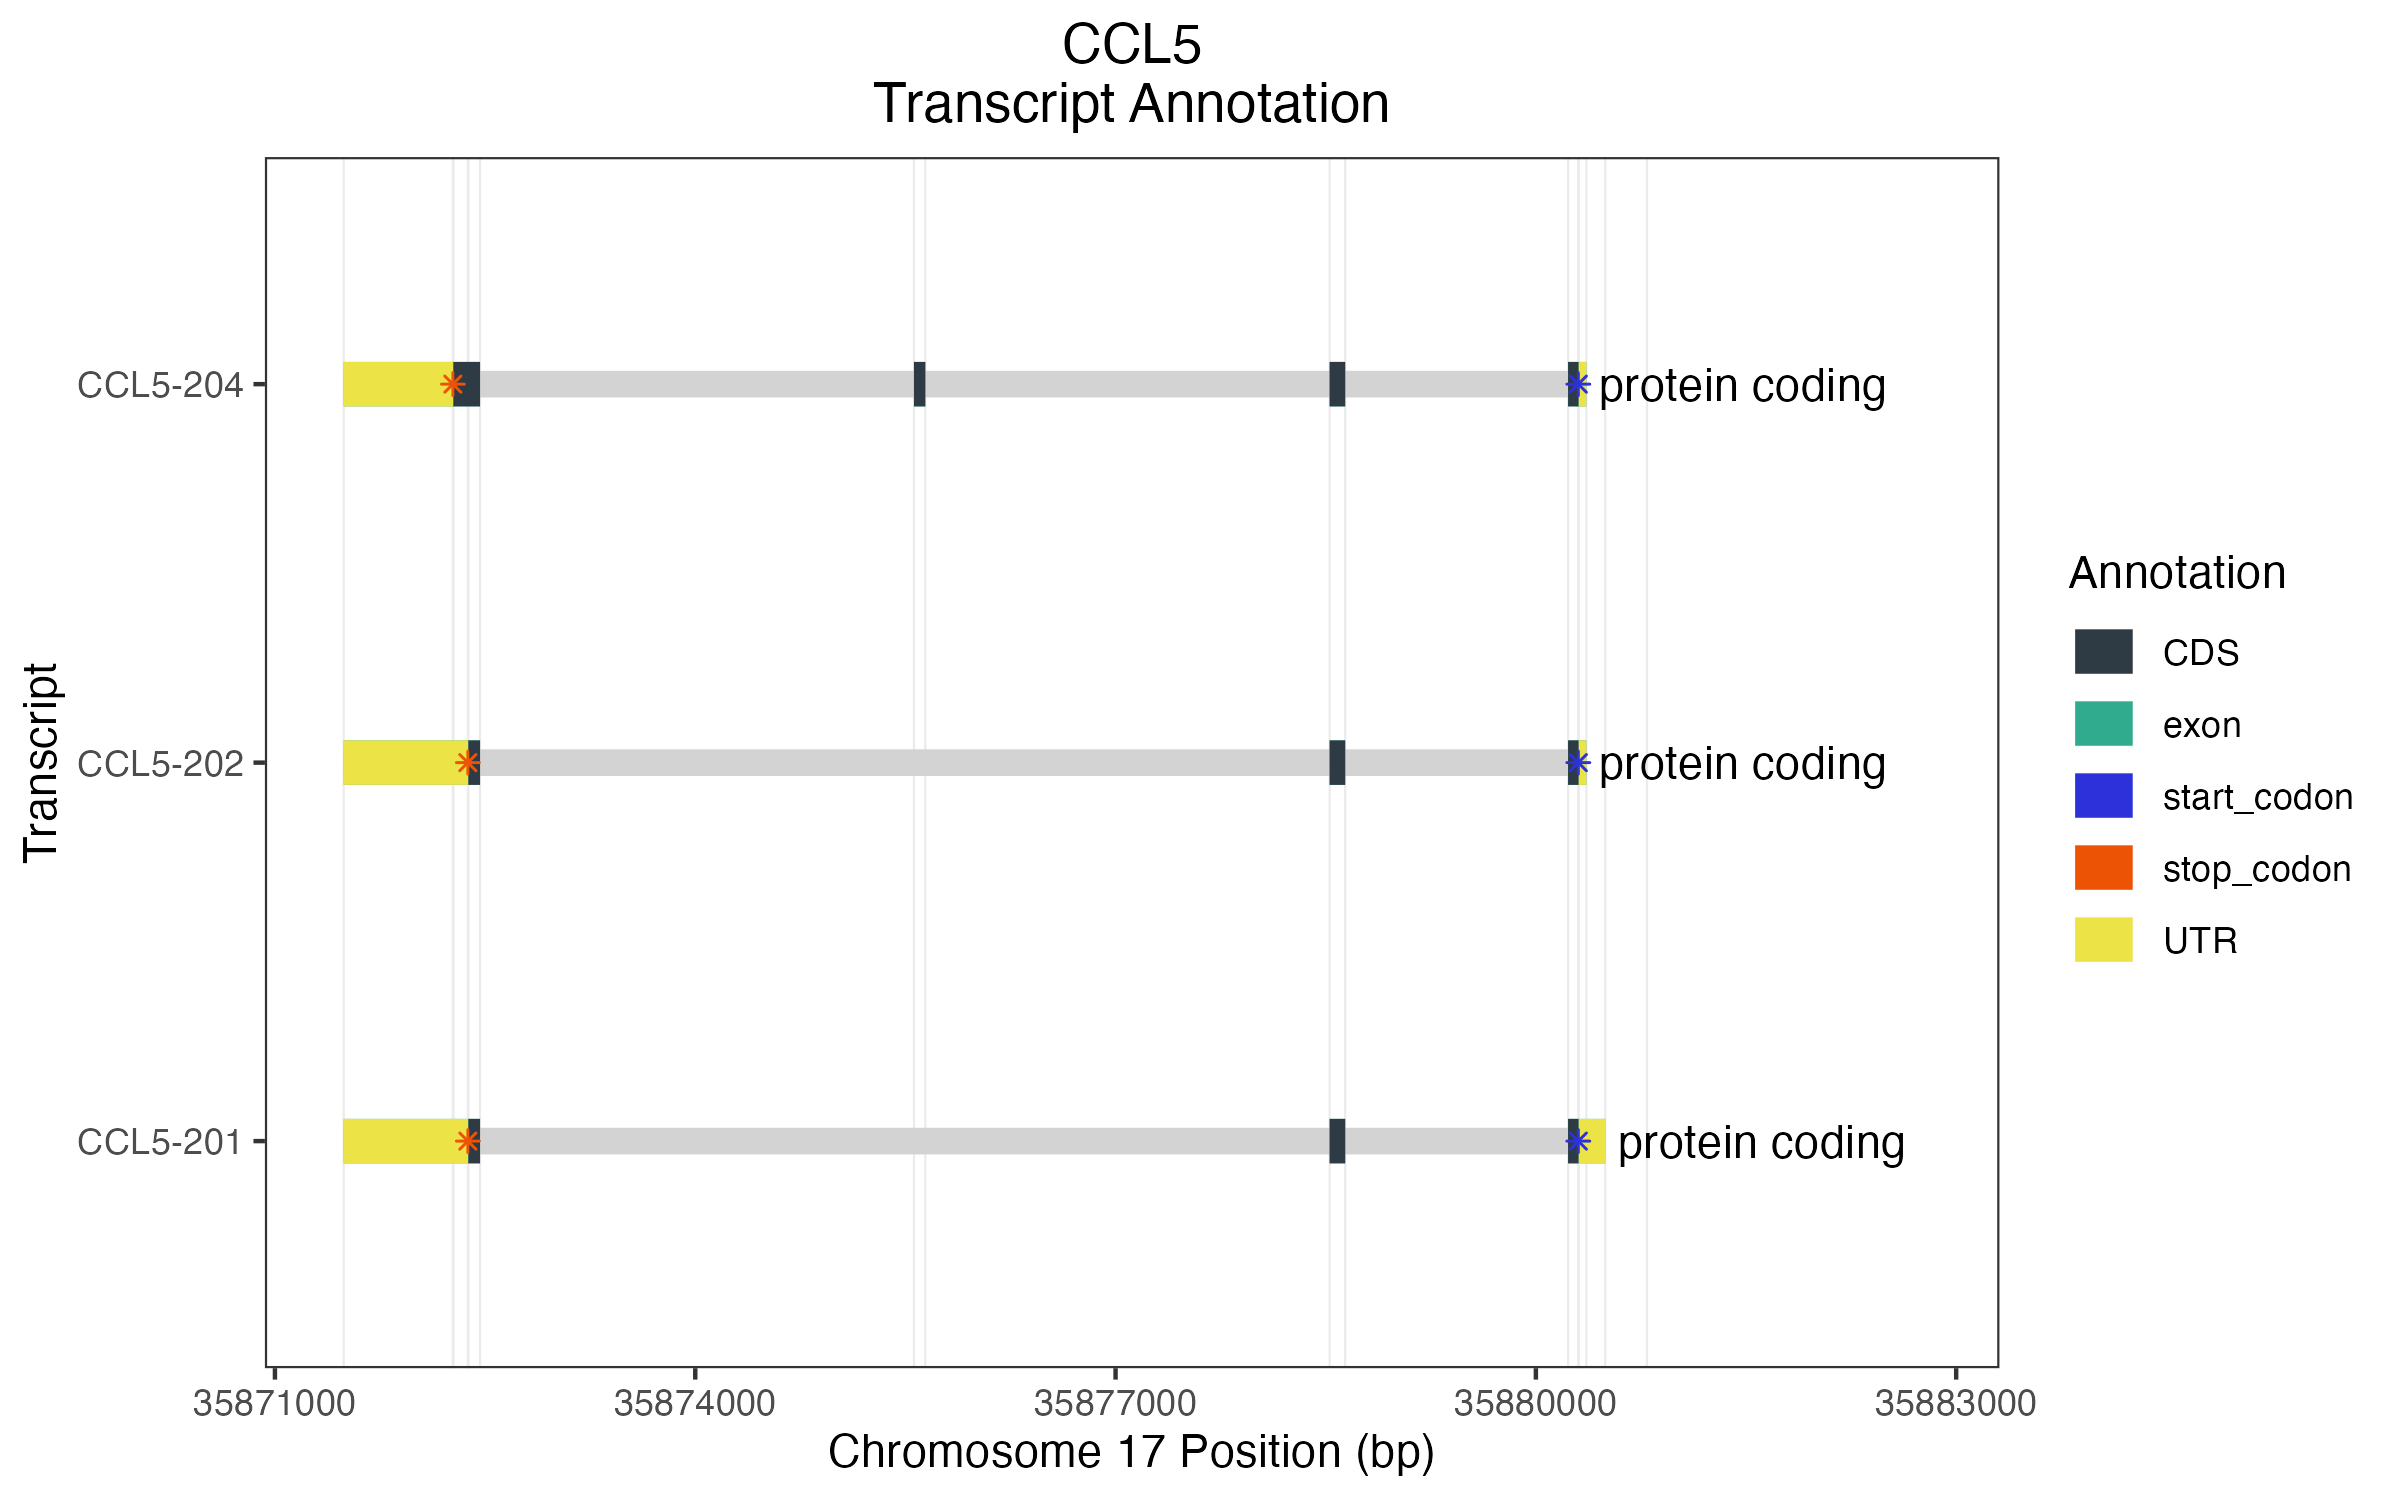 CCL5
Transcript Annotation
Transcript
CCL5-204
protein coding
CCL5-202
protein coding
CCL5-201
protein coding
35871000
35874000
35877000
35880000
35883000
Chromosome 17 Position (bp)
Annotation
CDS
exon
start_codon
stop_codon
UTR